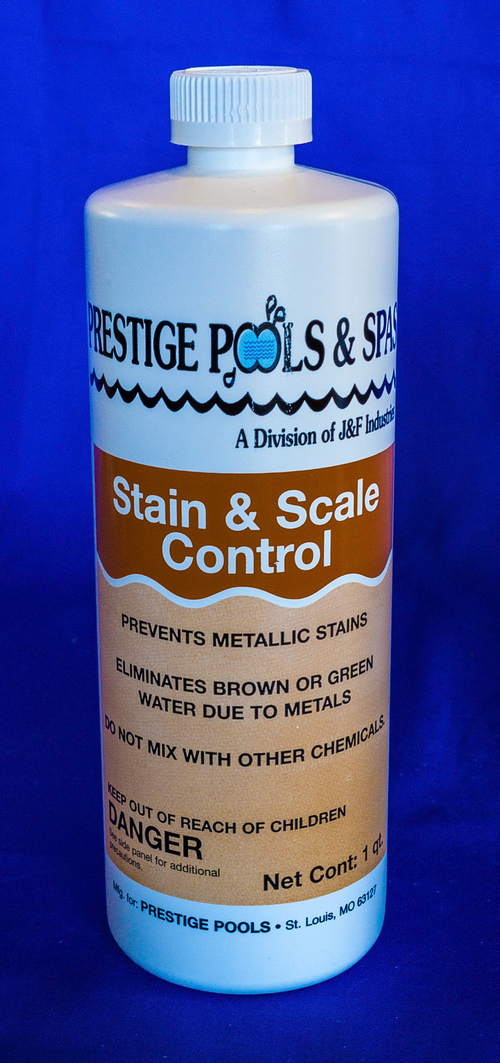 PRESTIGE POOLS & SPAS
A Division of J&F Industries
Stain & Scale
Control
PREVENTS METALLIC STAINS
ELIMINATES BROWN OR GREEN
WATER DUE TO METALS
DO NOT MIX WITH OTHER CHEMICALS.
KEEP OUT OF REACH OF CHILDREN
DANGER
See side panel for additional
precautions.
Net Cont: 1 qt.
Mfg. for: PRESTIGE POOLS • St. Louis, MO 63127